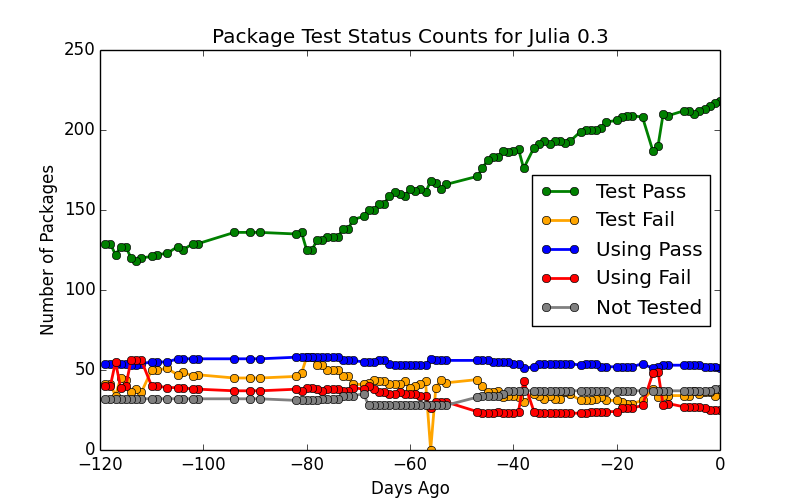 Package Test Status Counts for Julia 0.3
250
200
150
100
50
0
Number of Packages
Test Pass
Test Fail
Using Pass
Using Fail
Not Tested
−120 −100 −80 −60 −40 −20 0
Days Ago